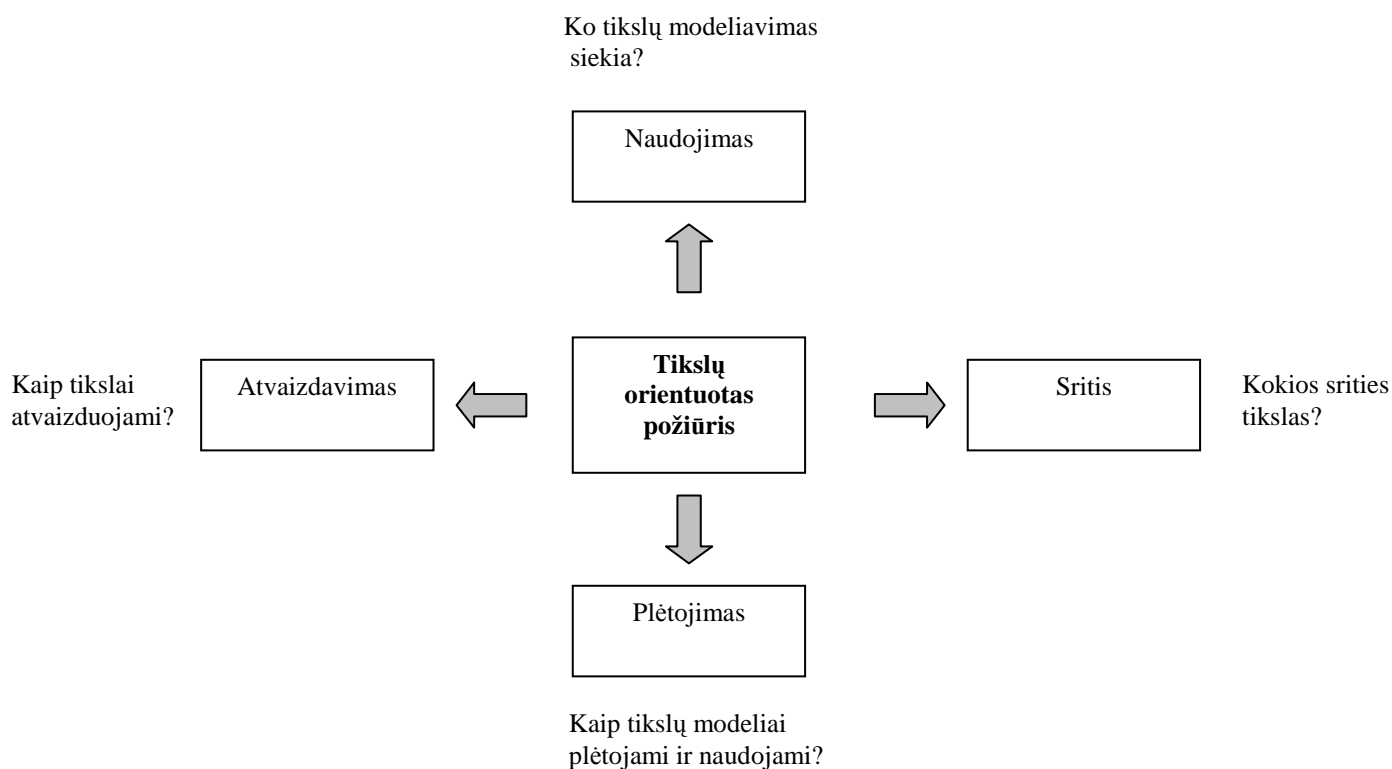 Ko tikslų modeliavimas
siekia?
Naudojimas
Kaip tikslai
atvaizduojami?
Atvaizdavimas
Tikslų
orientuotas
požiūris
Sritis
Kokios srities
tikslas?
Plėtojimas
Kaip tikslų modeliai
plėtojami ir naudojami?